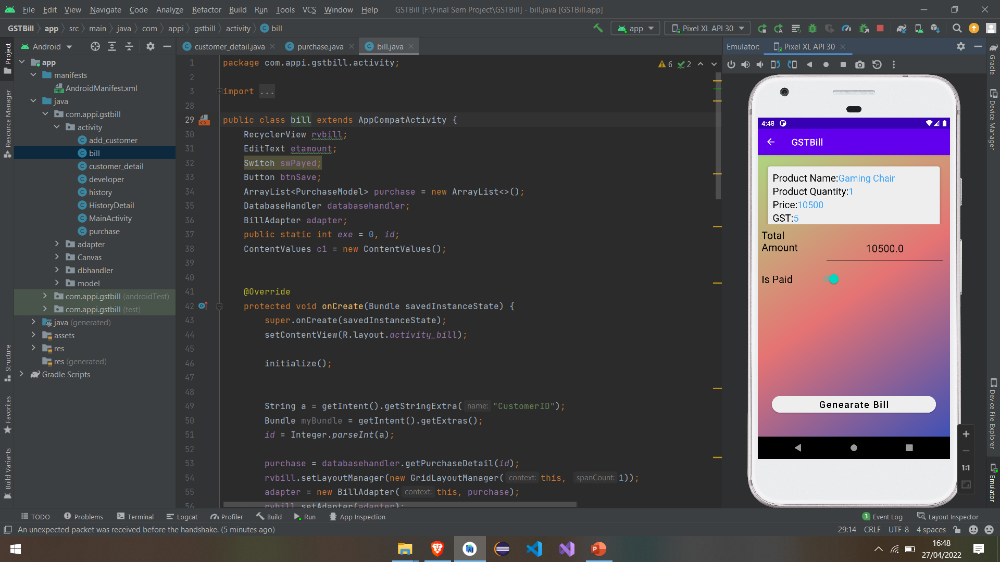 File Edit View Navigate Code Analyze Refactor Build Run Tools VCS Window Help GSTBill [F:\Final Sem Project\GSTBill] - bill.java [GSTBill.app]
GSTBill app src main java com appi gstbill activity bill
app Pixel XL API 30
Android
customer_detail.java purchase.java bill.java
Emulator: Pixel XL API 30
Project
Resource Manager
Structure
Favorites
Build Variants
app
manifests
AndroidManifest.xml
java
com.appi.gstbill
activity
add_customer
bill
customer_detail
developer
history
HistoryDetail
MainActivity
purchase
adapter
Canvas
dbhandler
model
com.appi.gstbill (androidTest)
com.appi.gstbill (test)
java (generated)
assets
res
res (generated)
Gradle Scripts
6 2
1 package com.appi.gstbill.activity;
2
3 import ...
28
29 public class bill extends AppCompatActivity {
30 RecyclerView rvbill;
31 EditText etamount;
32 Switch swPayed;
33 Button btnSave;
34 ArrayList<PurchaseModel> purchase = new ArrayList<>();
35 DatabaseHandler databasehandler;
36 BillAdapter adapter;
37 public static int exe = 0, id;
38 ContentValues c1 = new ContentValues();
39
40
41 @Override
42 protected void onCreate(Bundle savedInstanceState) {
43 super.onCreate(savedInstanceState);
44 setContentView(R.layout.activity_bill);
45
46 initialize();
47
48
49 String a = getIntent().getStringExtra( name: "CustomerID");
50 Bundle myBundle = getIntent().getExtras();
51 id = Integer.parseInt(a);
52
53 purchase = databasehandler.getPurchaseDetail(id);
54 rvbill.setLayoutManager(new GridLayoutManager( context: this, spanCount: 1));
55 adapter = new BillAdapter( context: this, purchase);
56 rvbill.setAdapter(adapter);
4:48
GSTBill
Product Name:Gaming Chair
Product Quantity:1
Price:10500
GST:5
Total
Amount
10500.0
Is Paid
Genearate Bill
1:1
Gradle
Device Manager
Device File Explorer
Emulator
TODO Problems Terminal Logcat Profiler Build Run App Inspection
3 Event Log Layout Inspector
An unexpected packet was received before the handshake. (5 minutes ago)
29:14 CRLF UTF-8 4 spaces
16:48
27/04/2022